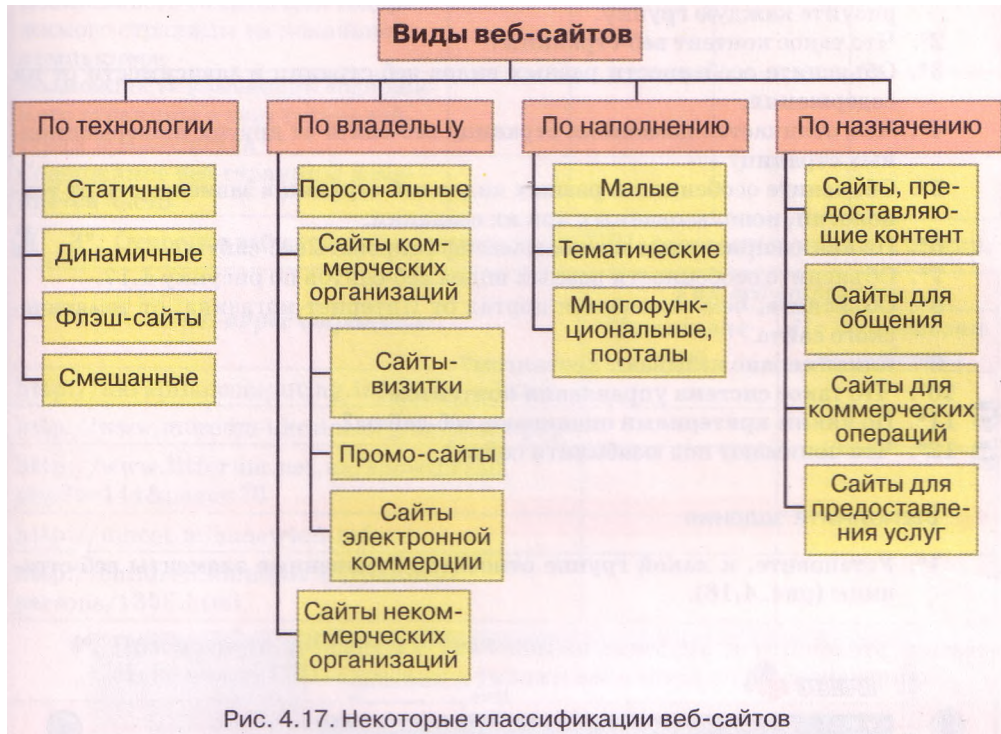 Виды веб-сайтов
По технологии
Статичные
Динамичные
Флэш-сайты
Смешанные
По владельцу
Персональные
Сайты ком-
мерческих
организаций
Сайты-
визитки
Промо-сайты
Сайты
электронной
коммерции
Сайты неком-
мерческих
организаций
По наполнению
Малые
Тематические
Многофунк-
циональные,
порталы
По назначению
Сайты, пре-
доставляю-
щие контент
Сайты для
общения
Сайты для
коммерческих
операций
Сайты для
предоставле-
ния услуг
Рис. 4.17. Некоторые классификации веб-сайтов